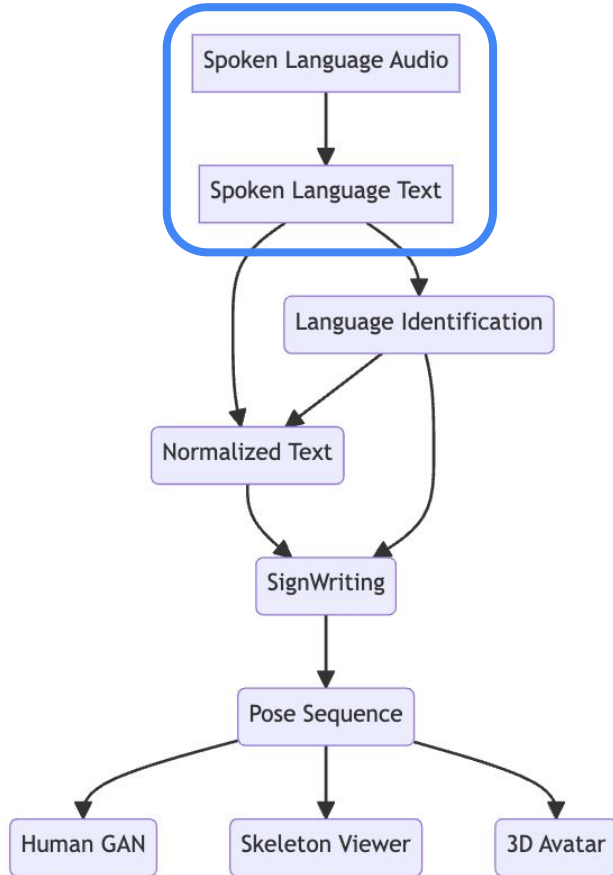 Spoken Language Audio
Spoken Language Text
Language Identification
Normalized Text
SignWriting
Pose Sequence
Human GAN
Skeleton Viewer
3D Avatar